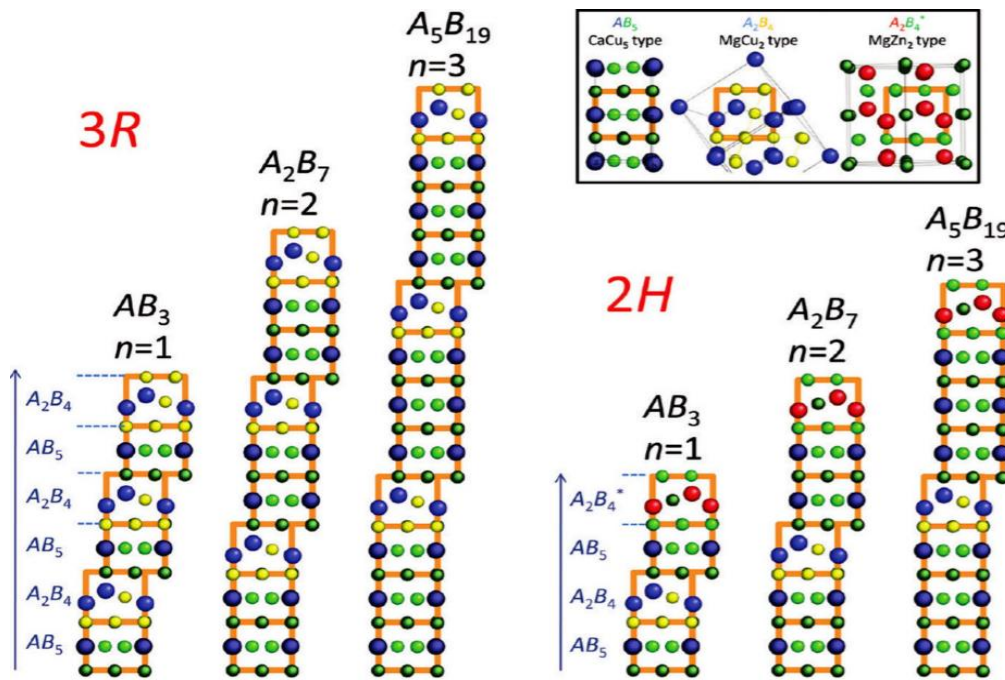 3R
A₅B₁₉
n=3
A₂B₇
n=2
AB₃
n=1
A₂B₄
AB₅
A₂B₄
AB₅
A₂B₄
AB₅
AB₅ A₂B₄ A₂B₄*
CaCu₅ type MgCu₂ type MgZn₂ type
2H
A₅B₁₉
n=3
A₂B₇
n=2
AB₃
n=1
A₂B₄*
AB₅
A₂B₄
AB₅